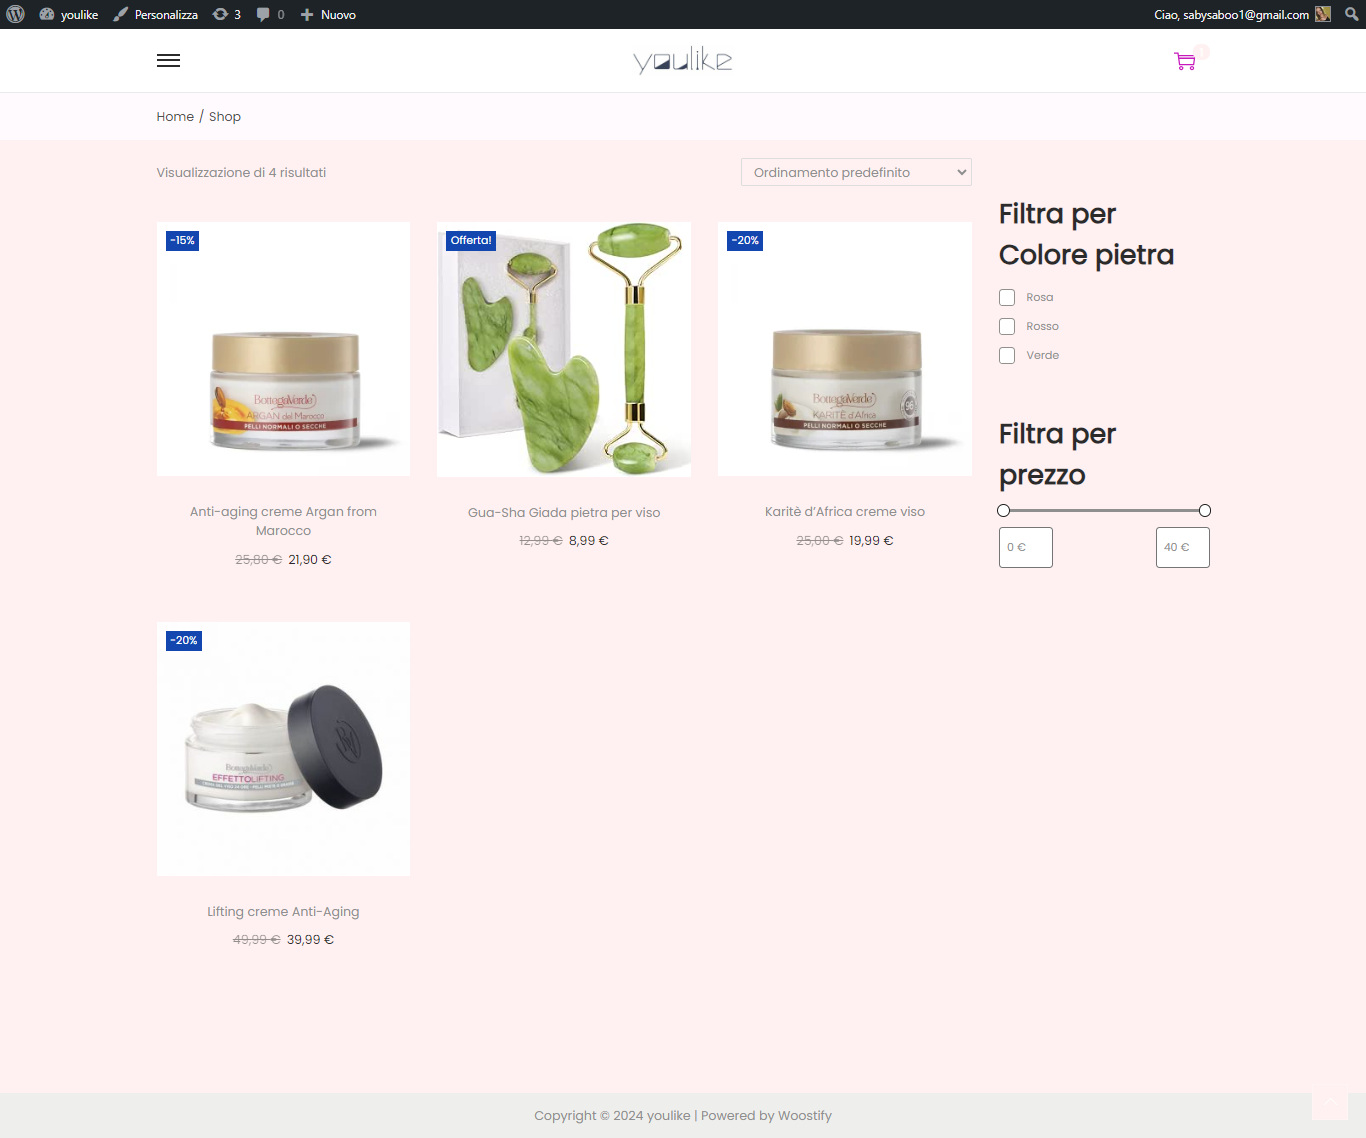 youlike
Personalizza
3
0
Nuovo
Ciao, sabysaboo1@gmail.com
youlike
Home / Shop
Visualizzazione di 4 risultati
Ordinamento predefinito
-15%
BottegaVerde
ARGAN del Marocco
PELLI NORMALI O SECCHE
Anti-aging creme Argan from
Marocco
25,80 € 21,90 €
Offerta!
Gua-Sha Giada pietra per viso
12,99 € 8,99 €
-20%
BottegaVerde
KARITÈ d'Africa
PELLI NORMALI O SECCHE
Karitè d’Africa creme viso
25,00 € 19,99 €
-20%
BottegaVerde
EFFETTOLIFTING
Lifting creme Anti-Aging
49,99 € 39,99 €
Filtra per
Colore pietra
Rosa
Rosso
Verde
Filtra per
prezzo
0 €
40 €
Copyright © 2024 youlike | Powered by Woostify